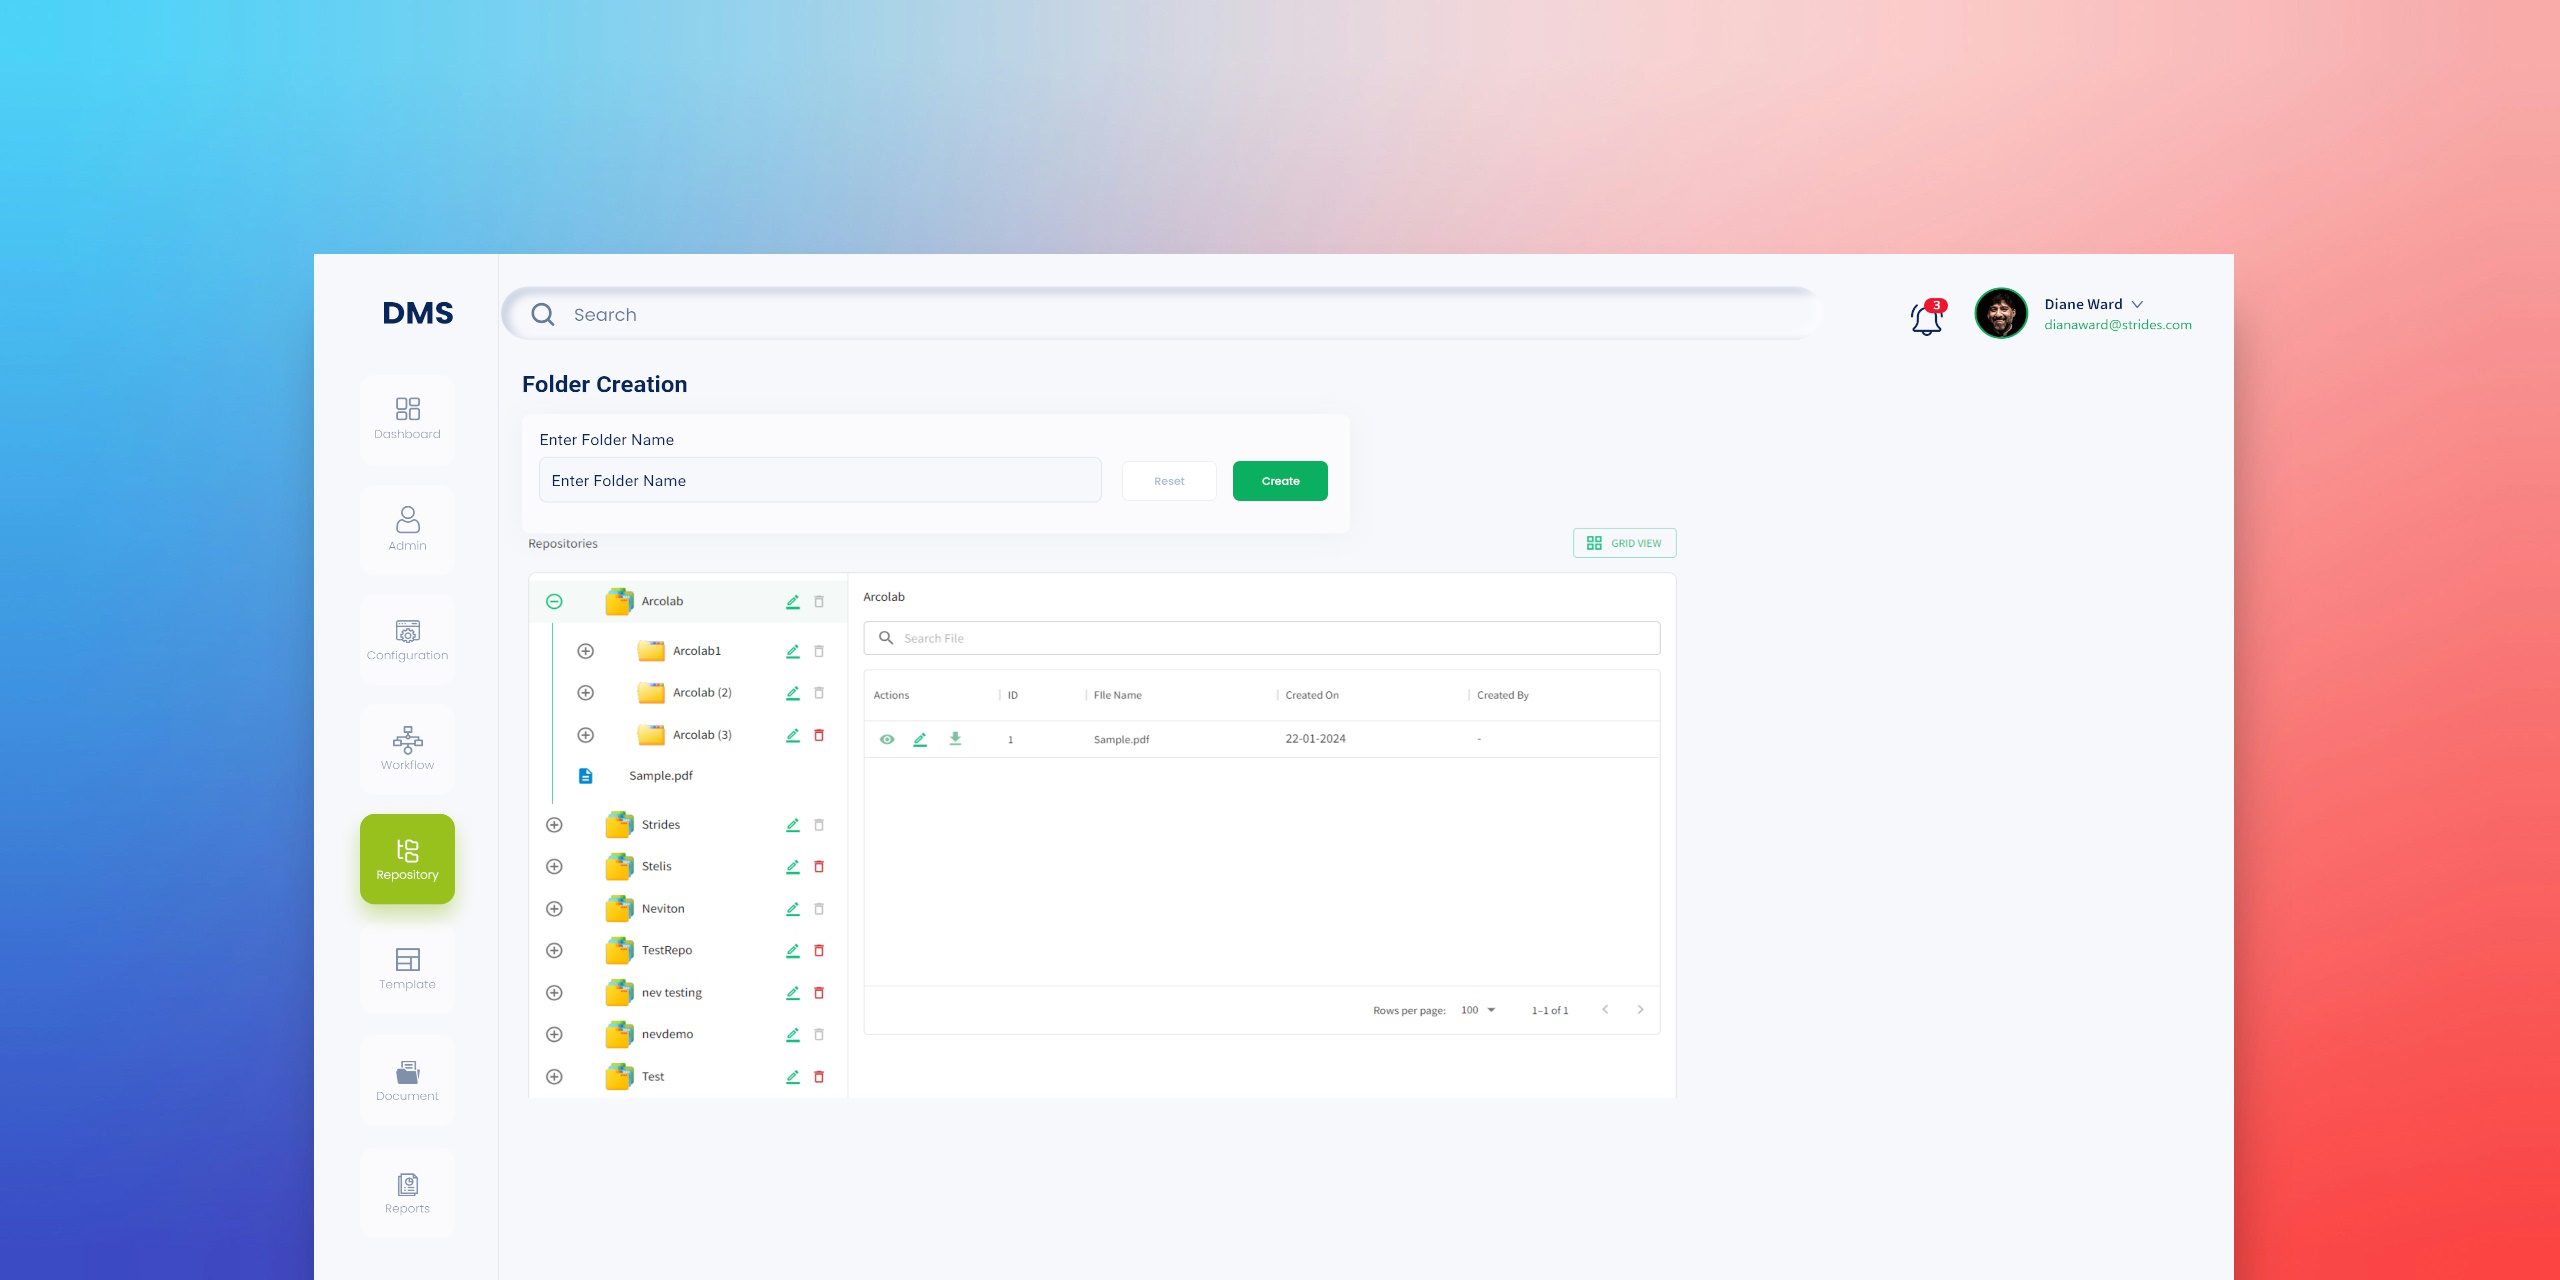 DMS
Search
3
Diane Ward
dianaward@strides.com
Dashboard
Admin
Configuration
Workflow
Repository
Template
Document
Reports
Folder Creation
Enter Folder Name
Enter Folder Name
Reset
Create
Repositories
GRID VIEW
Arcolab
Arcolab1
Arcolab (2)
Arcolab (3)
Sample.pdf
Strides
Stelis
Neviton
TestRepo
nev testing
nevdemo
Test
Arcolab
Search File
Actions ID FIle Name Created On Created By
1 Sample.pdf 22-01-2024 -
Rows per page: 100 1–1 of 1